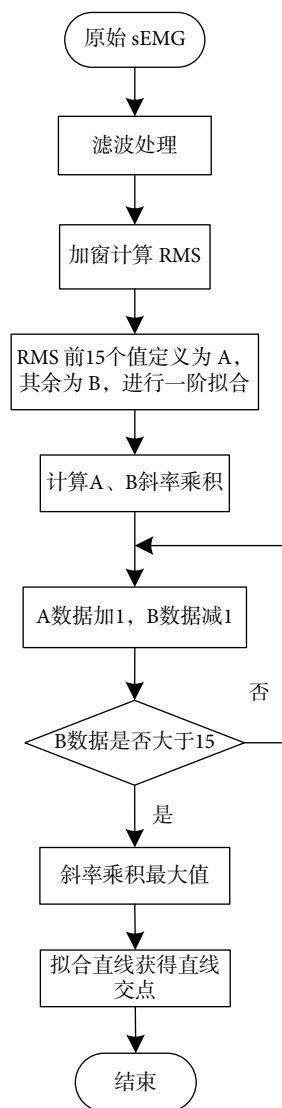 原始 sEMG
滤波处理
加窗计算 RMS
RMS 前15个值定义为 A，
其余为 B，进行一阶拟合
计算A、B斜率乘积
A数据加1，B数据减1
否
B数据是否大于15
是
斜率乘积最大值
拟合直线获得直线
交点
结束